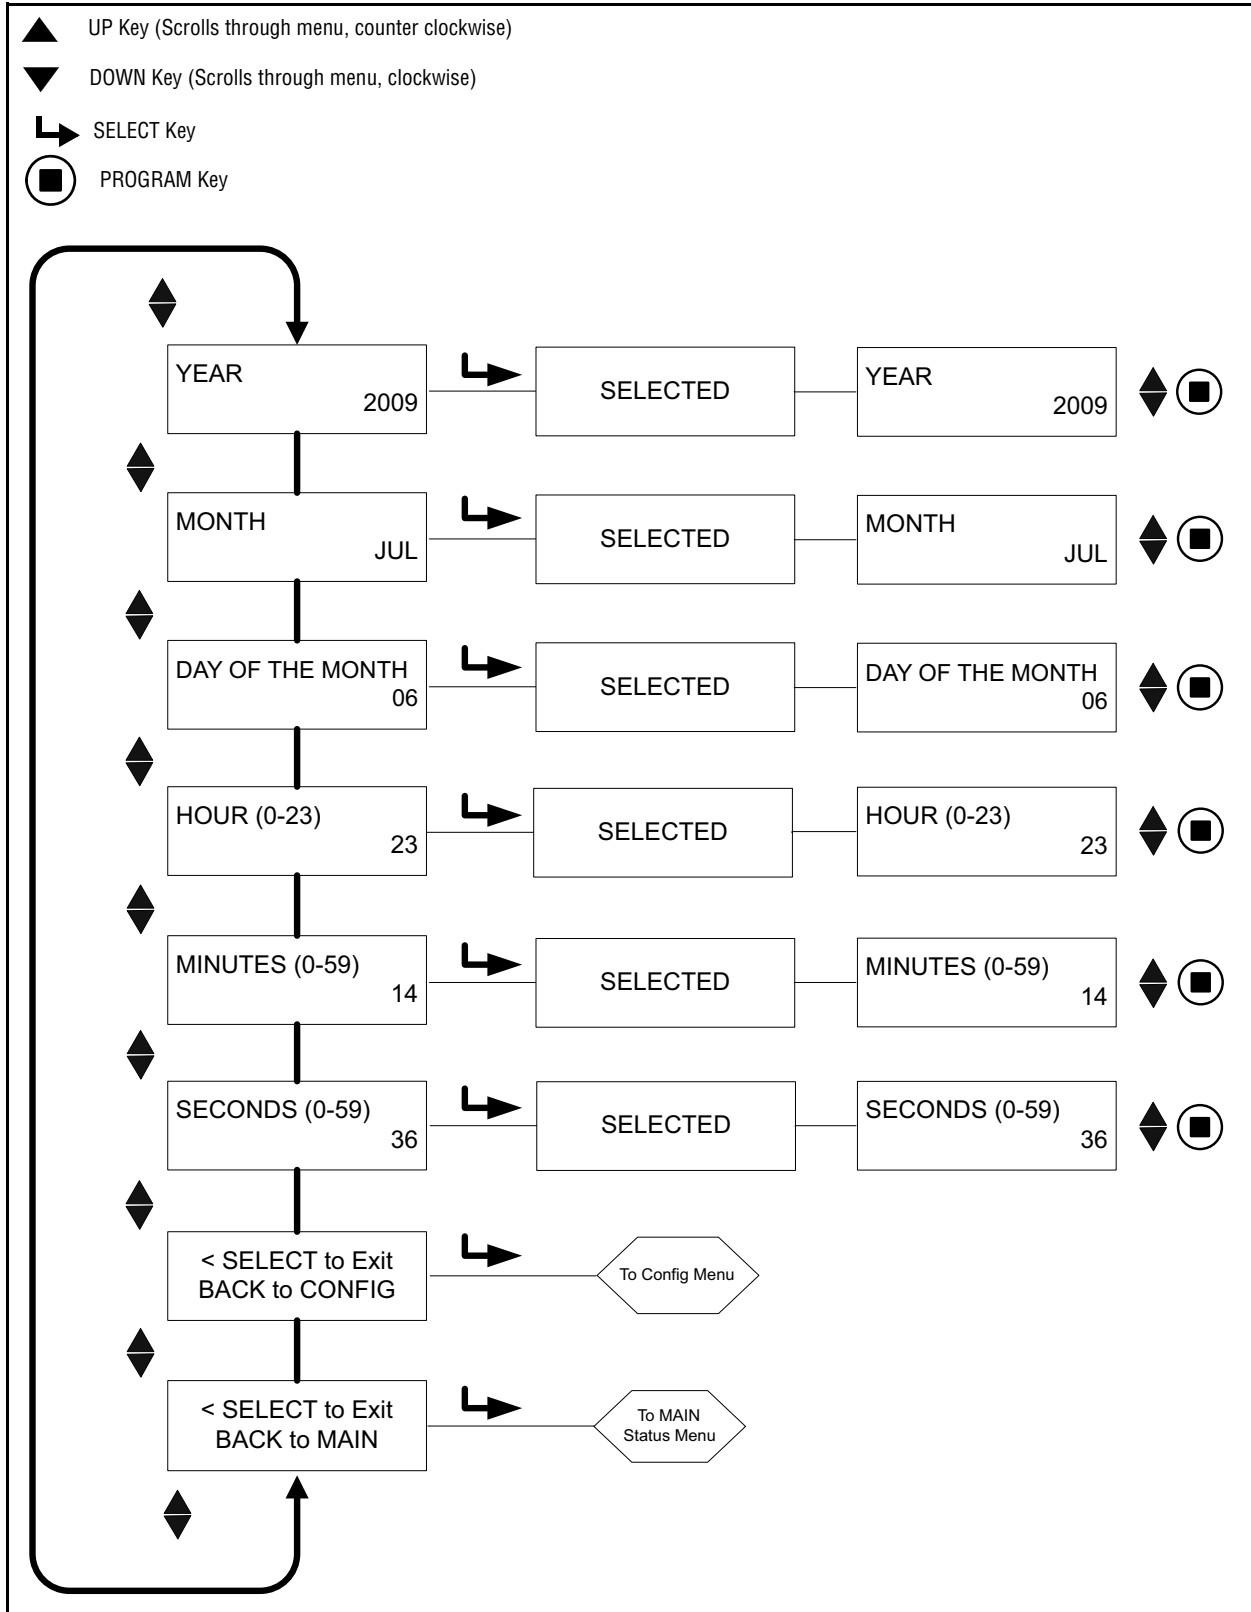 UP Key (Scrolls through menu, counter clockwise)
DOWN Key (Scrolls through menu, clockwise)
SELECT Key
PROGRAM Key
YEAR
2009
SELECTED
YEAR
2009
MONTH
JUL
SELECTED
MONTH
JUL
DAY OF THE MONTH
06
SELECTED
DAY OF THE MONTH
06
HOUR (0-23)
23
SELECTED
HOUR (0-23)
23
MINUTES (0-59)
14
SELECTED
MINUTES (0-59)
14
SECONDS (0-59)
36
SELECTED
SECONDS (0-59)
36
< SELECT to Exit
BACK to CONFIG
To Config Menu
< SELECT to Exit
BACK to MAIN
To MAIN
Status Menu